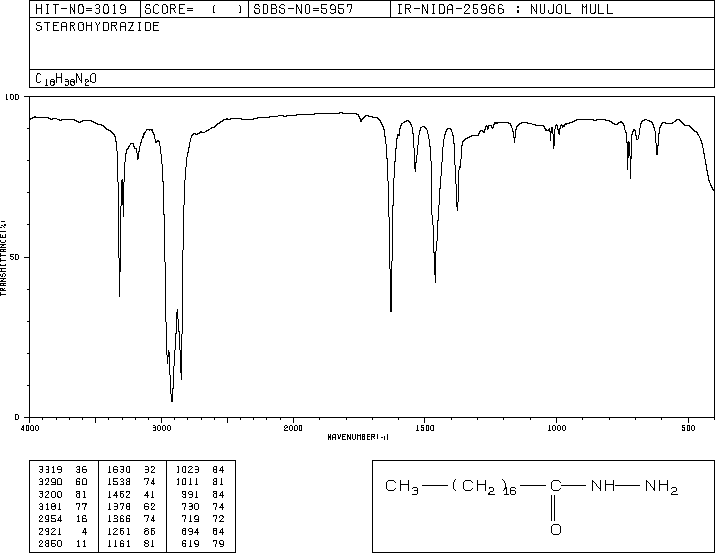 HIT-NO=3019 SCORE= ( ) SDBS-NO=5957 IR-NIDA-25966 : NUJOL MULL
STEAROHYDRAZIDE
C18H38N2O
100
50
0
TRANSMITTANCE(%)
4000 3000 2000 1500 1000 500
WAVENUMBER(-1)
3319 36 1630 32 1023 84
3290 60 1538 74 1011 81
3200 81 1462 41 991 84
3181 77 1378 62 730 74
2954 16 1366 74 719 72
2921 4 1261 86 694 84
2850 11 1161 81 619 79
CH3—(CH2)16—C—NH—NH2
O